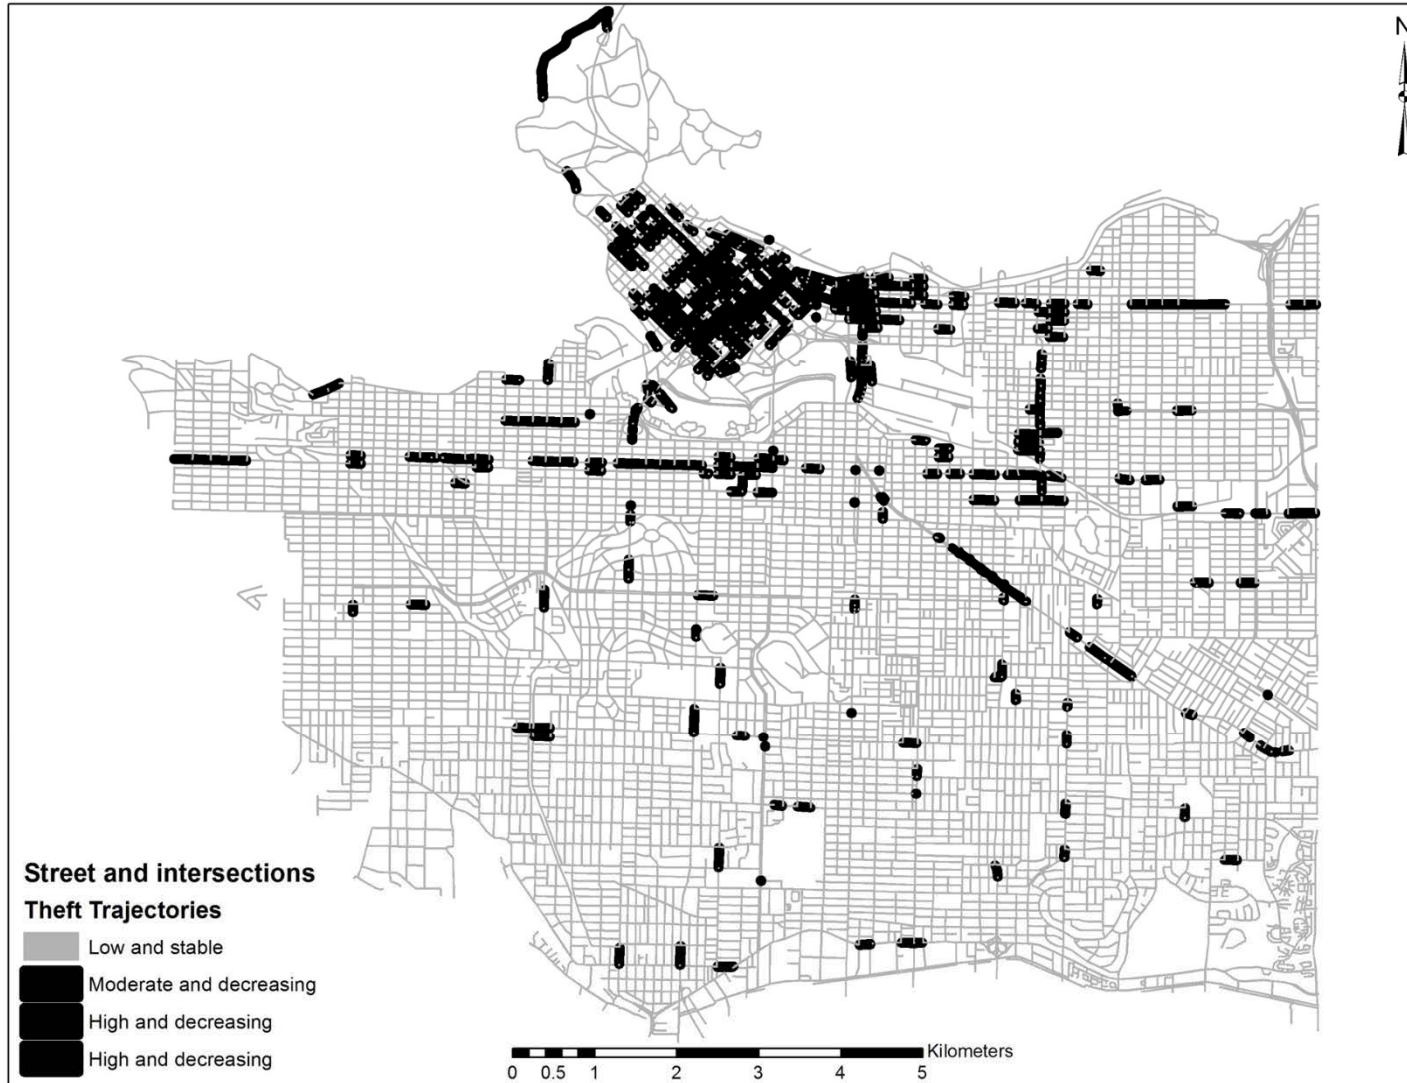 N
Street and intersections
Theft Trajectories
Low and stable
Moderate and decreasing
High and decreasing
High and decreasing
Kilometers
0 0.5 1 2 3 4 5